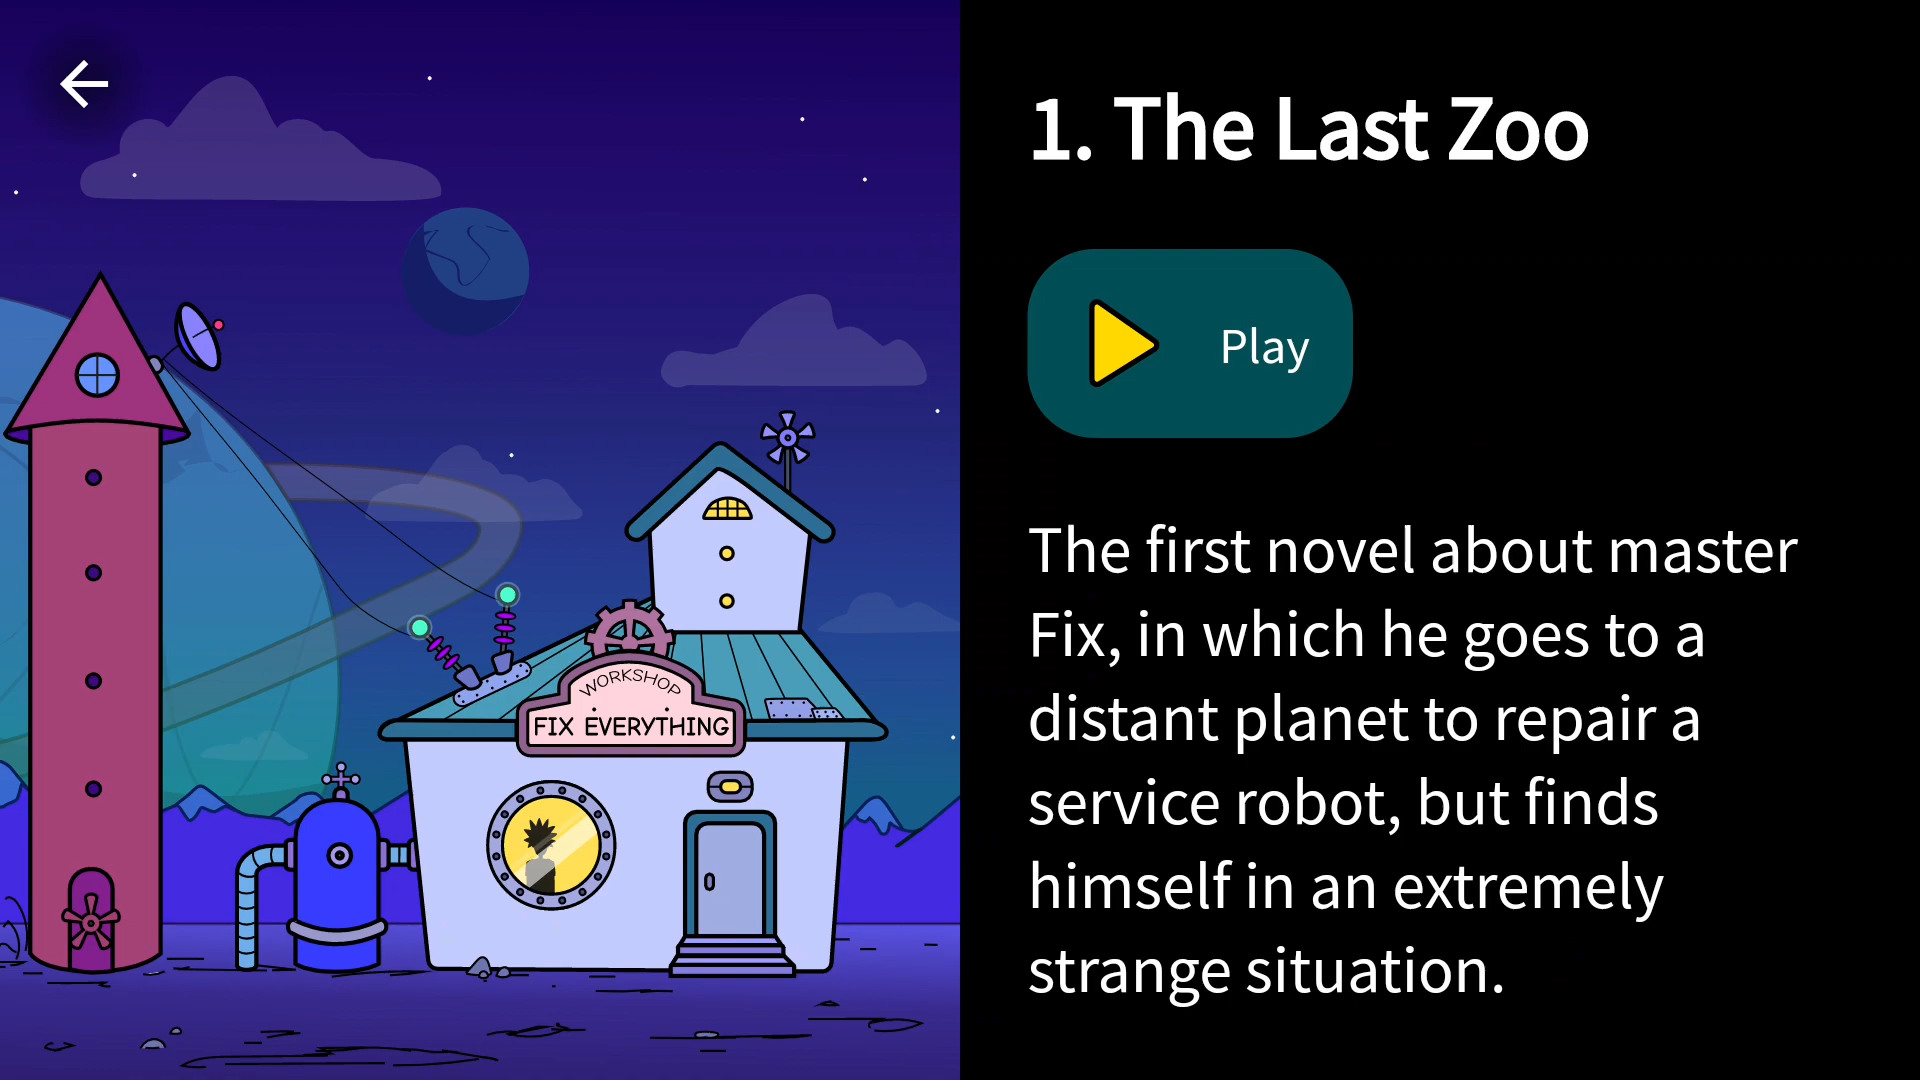 WORKSHOP
FIX EVERYTHING
1. The Last Zoo
Play
The first novel about master
Fix, in which he goes to a
distant planet to repair a
service robot, but finds
himself in an extremely
strange situation.